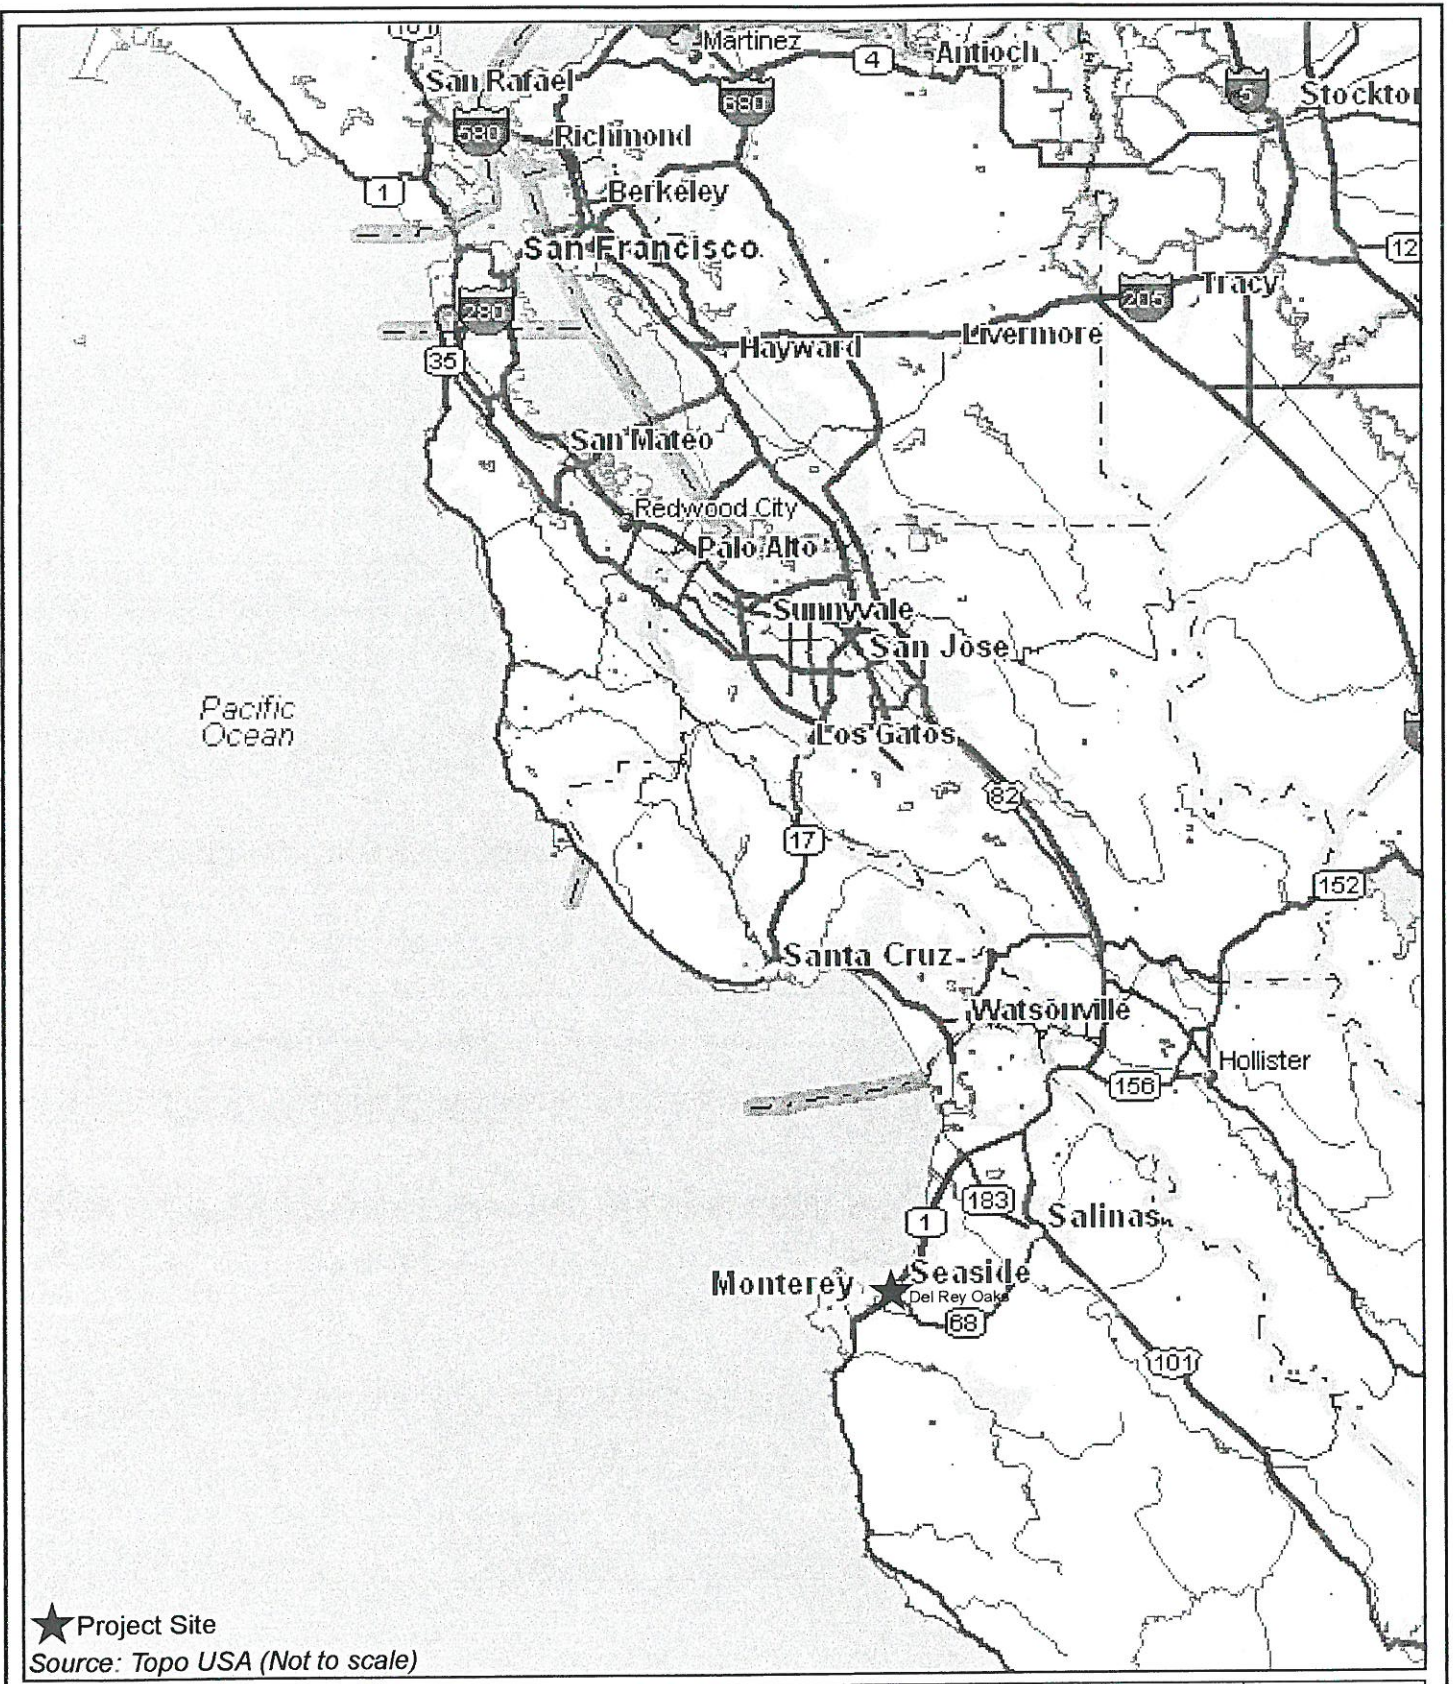 101
Martinez
4
Antioch
San Rafael
680
5
Stockton
580
Richmond
1
Berkeley
San Francisco
12
280
205
Tracy
35
Hayward
Livermore
San Mateo
Redwood City
Palo Alto
Sunnyvale
San Jose
Pacific
Ocean
Los Gatos
82
17
152
Santa Cruz
Watsonville
Hollister
156
183
1
Salinas
Monterey
Seaside
Del Rey Oaks
68
101
Project Site
Source: Topo USA (Not to scale)